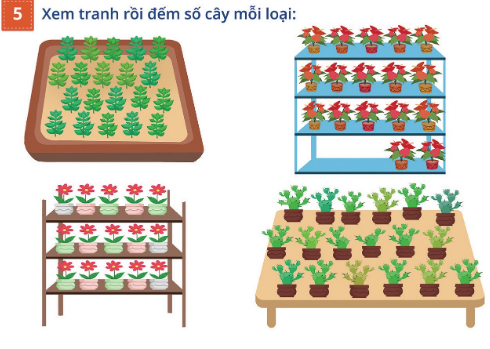 5 Xem tranh rồi đếm số cây mỗi loại: